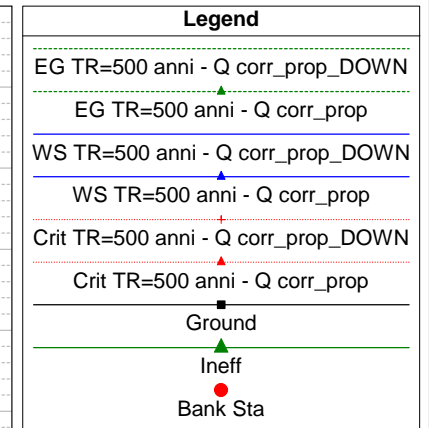 Legend
EG TR=500 anni - Q corr_prop_DOWN
EG TR=500 anni - Q corr_prop
WS TR=500 anni - Q corr_prop_DOWN
WS TR=500 anni - Q corr_prop
Crit TR=500 anni - Q corr_prop_DOWN
Crit TR=500 anni - Q corr_prop
Ground
Ineff
Bank Sta